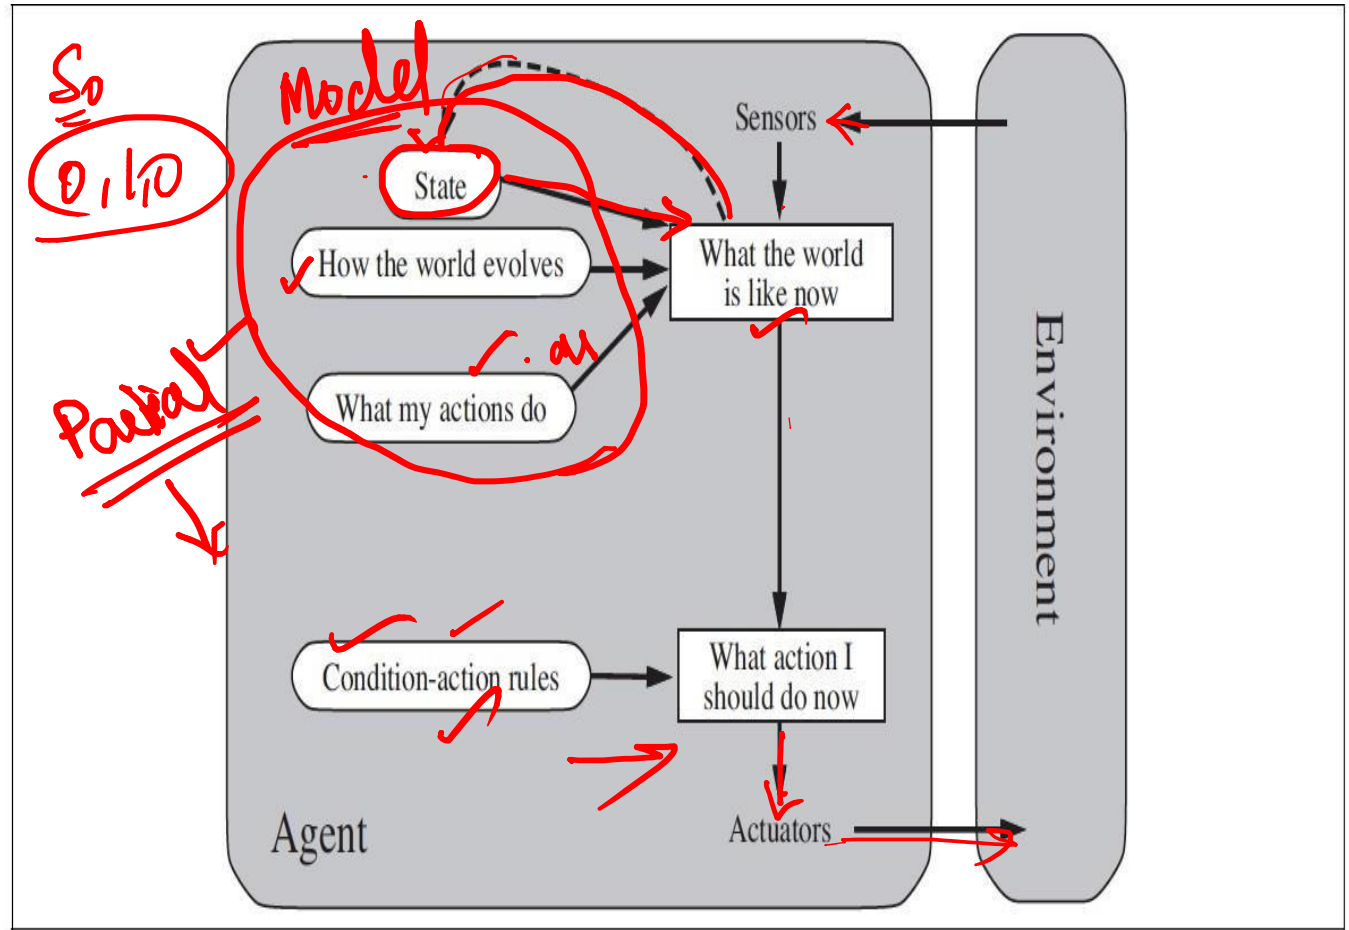 S0
0,1,0
Model
Sensors
State
What the world
is like now
How the world evolves
What my actions do
Partial
Environment
Condition-action rules
What action I
should do now
Agent
Actuators